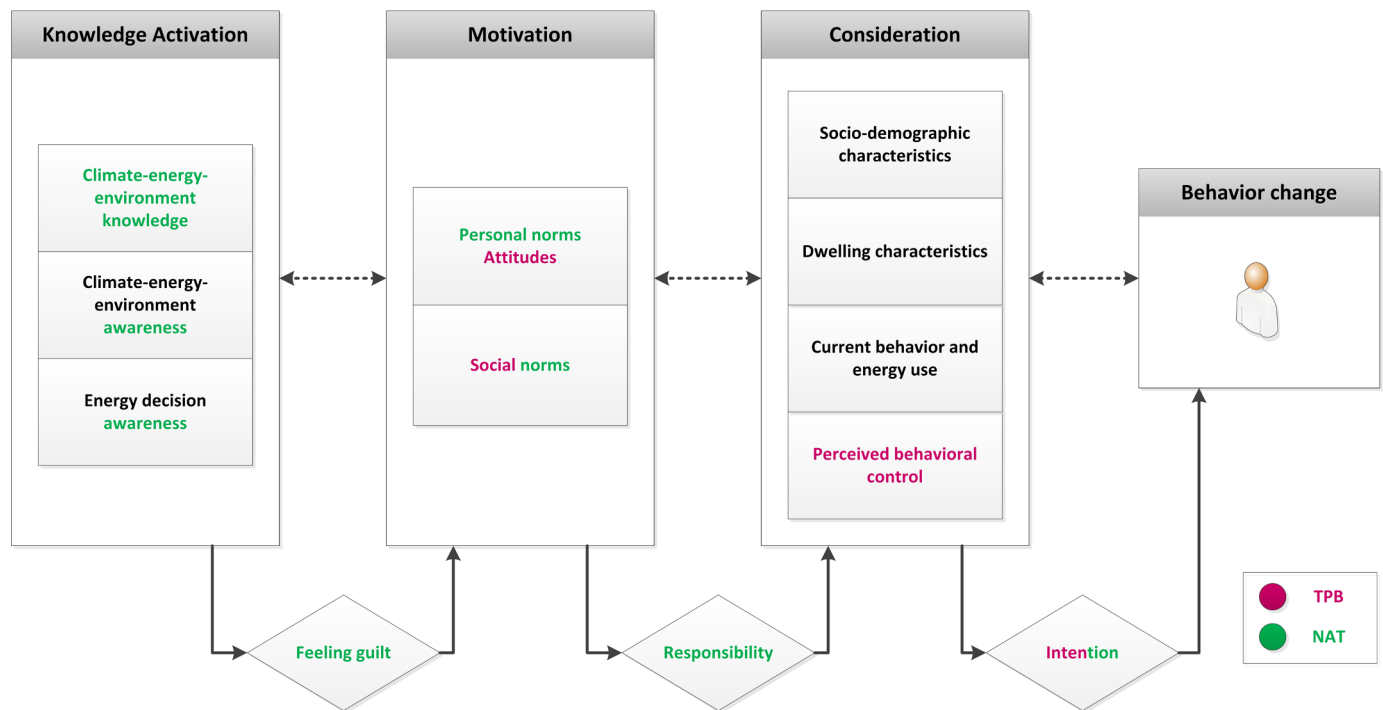 Knowledge Activation
Climate-energy-
environment
knowledge
Climate-energy-
environment
awareness
Energy decision
awareness
Motivation
Personal norms
Attitudes
Social norms
Consideration
Socio-demographic
characteristics
Dwelling characteristics
Current behavior and
energy use
Perceived behavioral
control
Behavior change
Feeling guilt
Responsibility
Intention
TPB
NAT